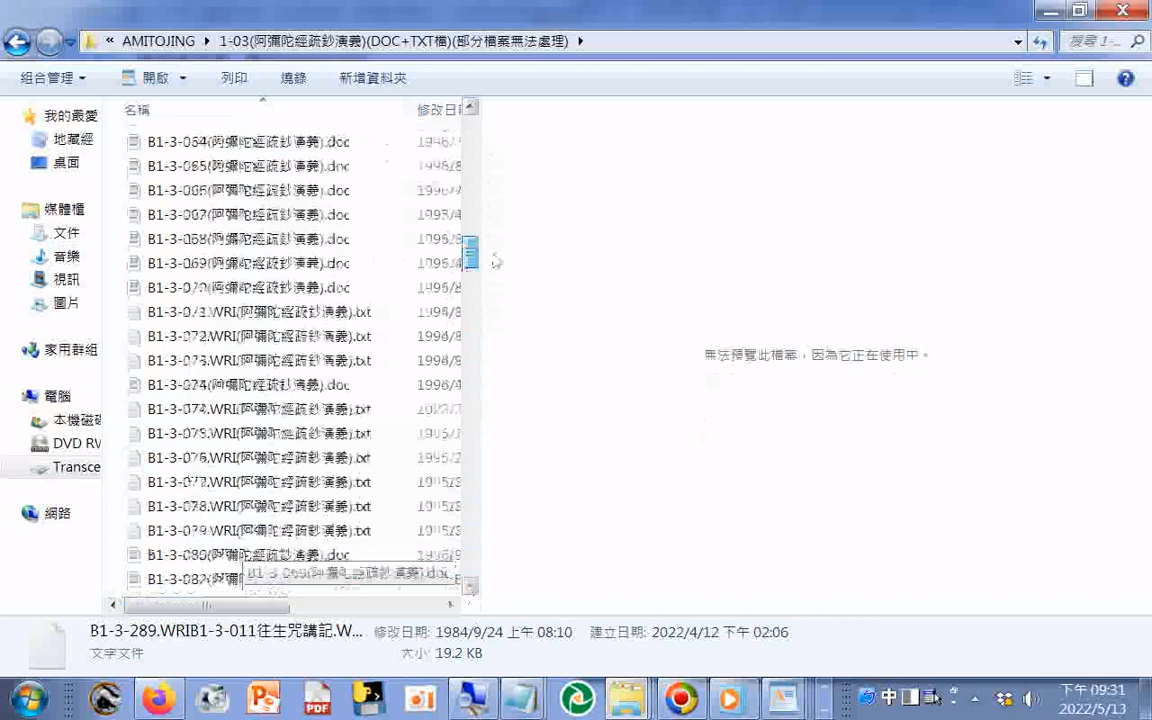 « AMITOJING ▸ 1-03(阿彌陀經疏鈔演義)(DOC+TXT檔)(部分檔案無法處理) ▸
搜尋 1-...
組合管理 開啟 列印 燒錄 新增資料夾
名稱 修改日
我的最愛
地藏經
桌面
媒體櫃
文件
音樂
視訊
圖片
家用群組
電腦
本機磁碟
DVD RW
Transce
網路
B1-3-064(阿彌陀經疏鈔演義).doc
B1-3-065(阿彌陀經疏鈔演義).doc
B1-3-066(阿彌陀經疏鈔演義).doc
B1-3-067(阿彌陀經疏鈔演義).doc
B1-3-068(阿彌陀經疏鈔演義).doc
B1-3-069(阿彌陀經疏鈔演義).doc
B1-3-070(阿彌陀經疏鈔演義).doc
B1-3-071.WRI(阿彌陀經疏鈔演義).txt
B1-3-072.WRI(阿彌陀經疏鈔演義).txt
B1-3-073.WRI(阿彌陀經疏鈔演義).txt
B1-3-074(阿彌陀經疏鈔演義).doc
B1-3-074.WRI(阿彌陀經疏鈔演義).txt
B1-3-075.WRI(阿彌陀經疏鈔演義).txt
B1-3-076.WRI(阿彌陀經疏鈔演義).txt
B1-3-077.WRI(阿彌陀經疏鈔演義).txt
B1-3-078.WRI(阿彌陀經疏鈔演義).txt
B1-3-079.WRI(阿彌陀經疏鈔演義).txt
B1-3-080(阿彌陀經疏鈔演義).doc
B1-3-069(阿彌陀經疏鈔演義).doc
無法預覽此檔案，因為它正在使用中。
B1-3-289.WRIB1-3-011往生咒講記.W... 修改日期: 1984/9/24 上午 08:10 建立日期: 2022/4/12 下午 02:06
文字文件 大小: 19.2 KB
中
下午 09:31
2022/5/13